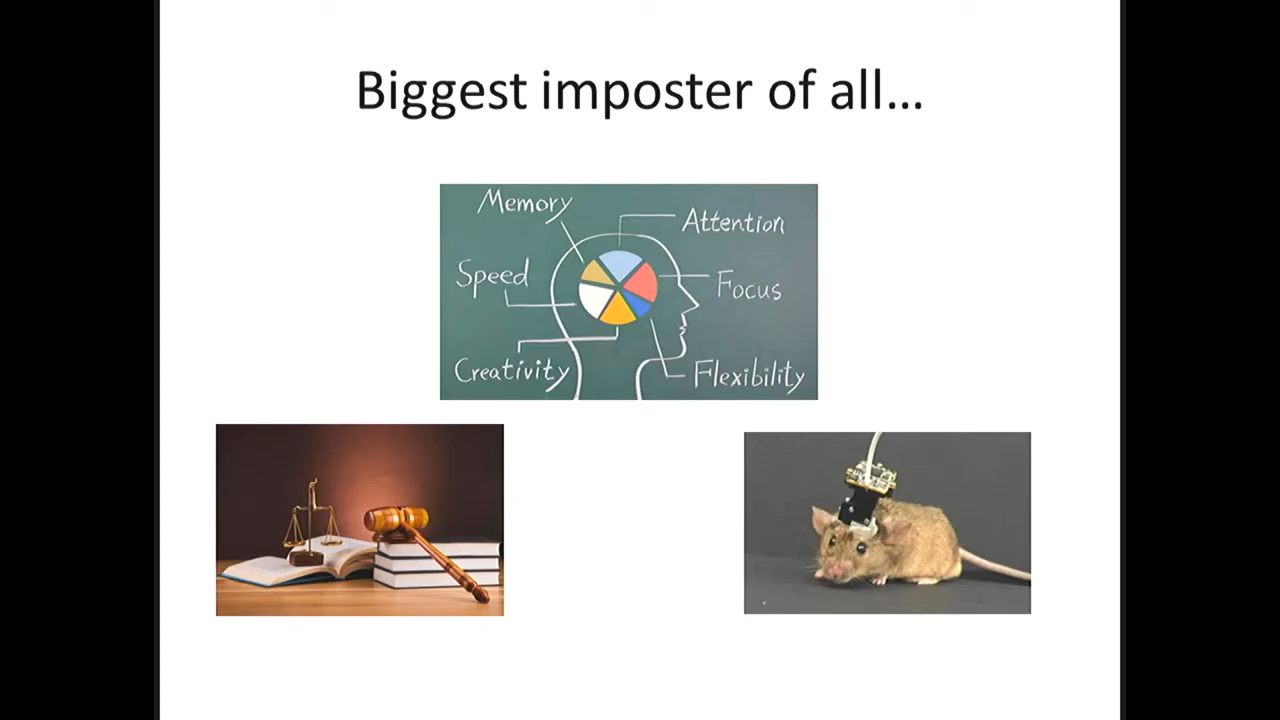 Biggest imposter of all...
Memory
Attention
Speed
Focus
Creativity
Flexibility